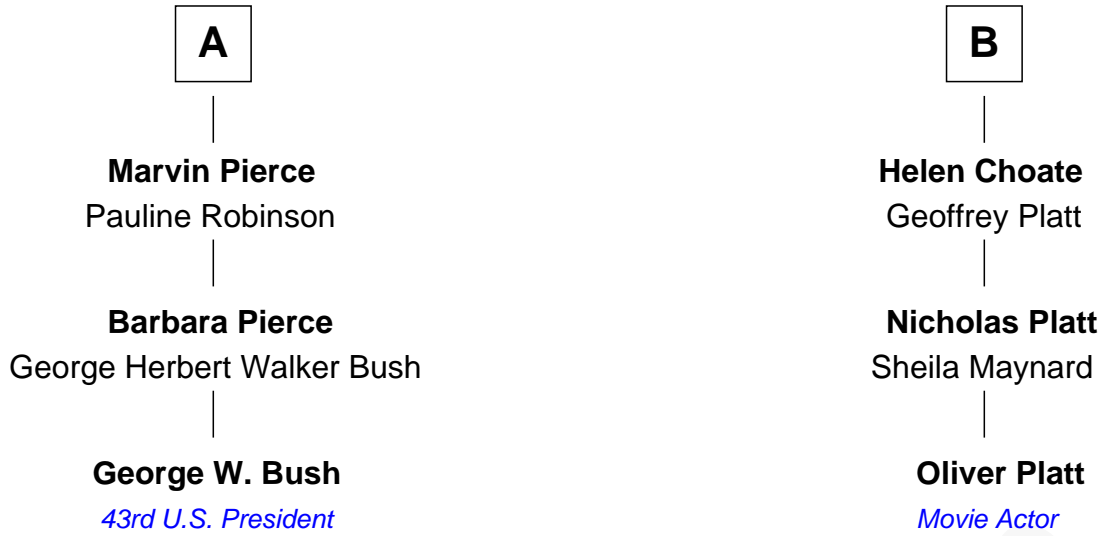 A
Marvin Pierce
Pauline Robinson
Barbara Pierce
George Herbert Walker Bush
George W. Bush
43rd U.S. President
B
Helen Choate
Geoffrey Platt
Nicholas Platt
Sheila Maynard
Oliver Platt
Movie Actor